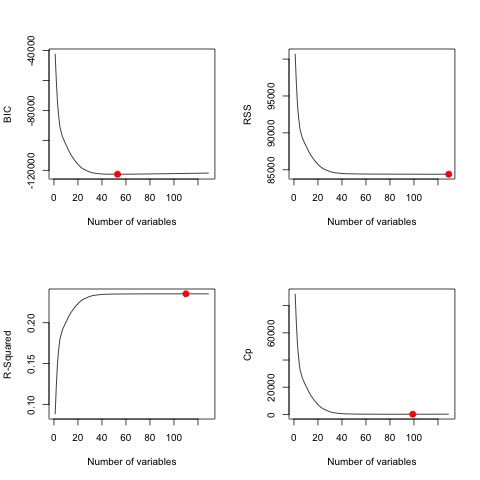 BIC
-40000
-80000
-120000
0 20 40 60 80 100
Number of variables
RSS
95000
90000
85000
0 20 40 60 80 100
Number of variables
R-Squared
0.20
0.15
0.10
0 20 40 60 80 100
Number of variables
Cp
60000
20000
0
0 20 40 60 80 100
Number of variables